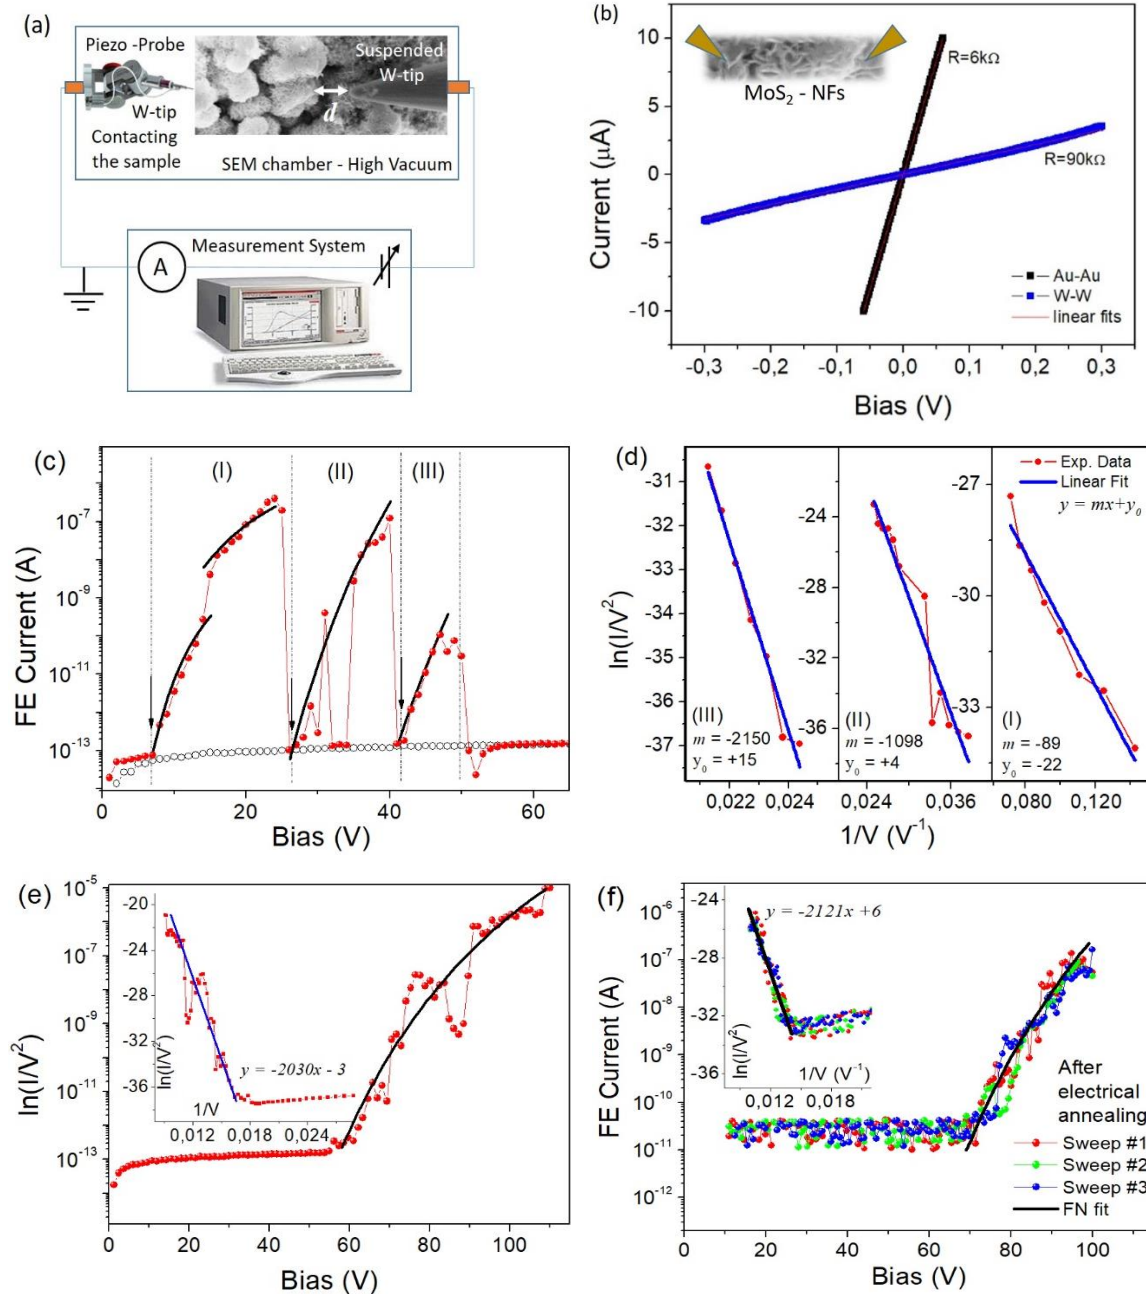 (a)
Piezo -Probe
W-tip
Contacting
the sample
Suspended
W-tip
d
SEM chamber - High Vacuum
Measurement System
A
(b)
Current (µA)
10
5
0
-5
-10
MoS2 - NFs
R=6kΩ
R=90kΩ
Au-Au
W-W
linear fits
-0,3 -0,2 -0,1 0,0 0,1 0,2 0,3
Bias (V)
(c)
FE Current (A)
10^-7
10^-9
10^-11
10^-13
(I)
(II)
(III)
0 20 40 60
Bias (V)
(d)
ln(I/V^2)
-31
-32
-33
-34
-35
-36
-37
(III)
m = -2150
y0 = +15
0,022 0,024
-24
-28
-32
-36
(II)
m = -1098
y0 = +4
0,024 0,036
-27
-30
-33
Exp. Data
Linear Fit
y = mx+y0
(I)
m = -89
y0 = -22
0,080 0,120
1/V (V^-1)
(e)
ln(I/V^2)
10^-5
10^-7
10^-9
10^-11
10^-13
-20
-24
-28
-32
-36
ln(I/V^2)
y = -2030x - 3
1/V
0,012 0,018 0,024
0 20 40 60 80 100
Bias (V)
(f)
FE Current (A)
10^-6
10^-7
10^-8
10^-9
10^-10
10^-11
10^-12
-24
-28
-32
-36
ln(I/V^2)
y = -2121x +6
1/V (V^-1)
0,012 0,018
After
electrical
annealing
Sweep #1
Sweep #2
Sweep #3
FN fit
0 20 40 60 80 100
Bias (V)